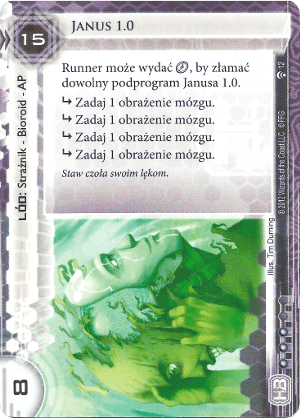 15
JANUS 1.0
Runner może wydać, by złamać
dowolny podprogram Janusa 1.0.
↳ Zadaj 1 obrażenie mózgu.
↳ Zadaj 1 obrażenie mózgu.
↳ Zadaj 1 obrażenie mózgu.
↳ Zadaj 1 obrażenie mózgu.
Staw czoła swoim lękom.
LÓD: Strażnik - Bioroid - AP
8
Illus. Tim Durning
© 2012 Wizards of the Coast LLC. © FFG
12
HB